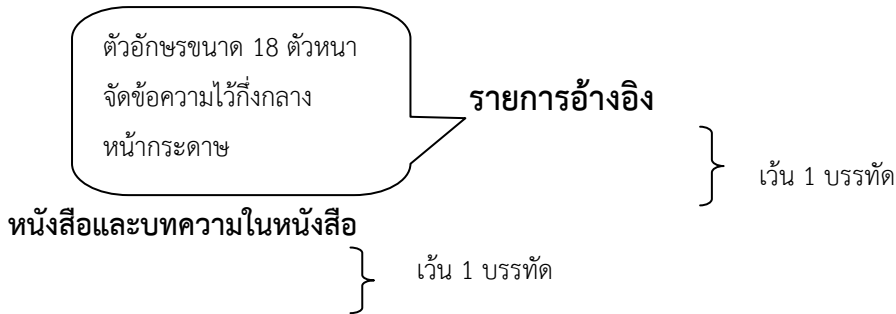 ตัวอักษรขนาด 18 ตัวหนา
จัดข้อความไว้กึ่งกลาง
หน้ากระดาษ
รายการอ้างอิง
เว้น 1 บรรทัด
หนังสือและบทความในหนังสือ
เว้น 1 บรรทัด